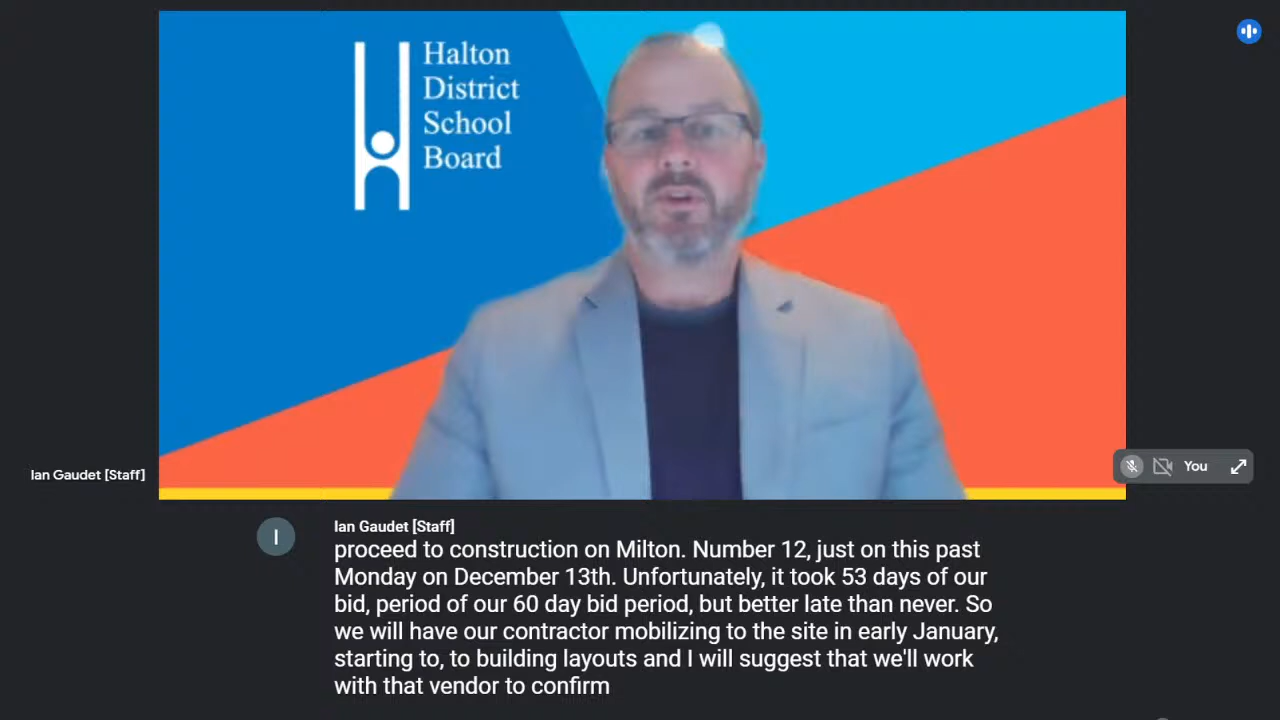 Halton
District
School
Board
Ian Gaudet [Staff]
You
I
Ian Gaudet [Staff]
proceed to construction on Milton. Number 12, just on this past
Monday on December 13th. Unfortunately, it took 53 days of our
bid, period of our 60 day bid period, but better late than never. So
we will have our contractor mobilizing to the site in early January,
starting to, to building layouts and I will suggest that we'll work
with that vendor to confirm